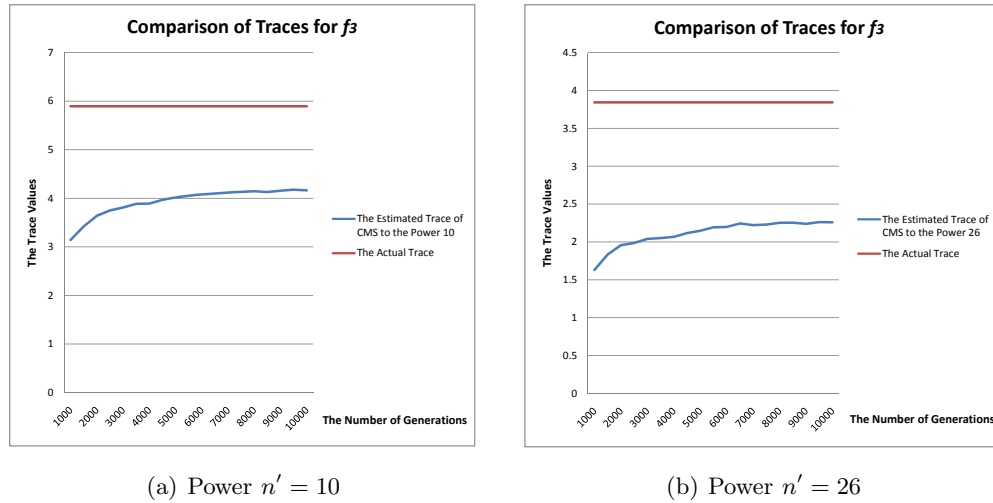 Comparison of Traces for f3
7
6
5
4
3
2
1
0
The Trace Values
1000
2000
3000
4000
5000
6000
7000
8000
9000
10000
The Number of Generations
The Estimated Trace of
CMS to the Power 10
The Actual Trace
(a) Power n′ = 10
Comparison of Traces for f3
4.5
4
3.5
3
2.5
2
1.5
1
0.5
0
The Trace Values
1000
2000
3000
4000
5000
6000
7000
8000
9000
10000
The Number of Generations
The Estimated Trace of
CMS to the Power 26
The Actual Trace
(b) Power n′ = 26